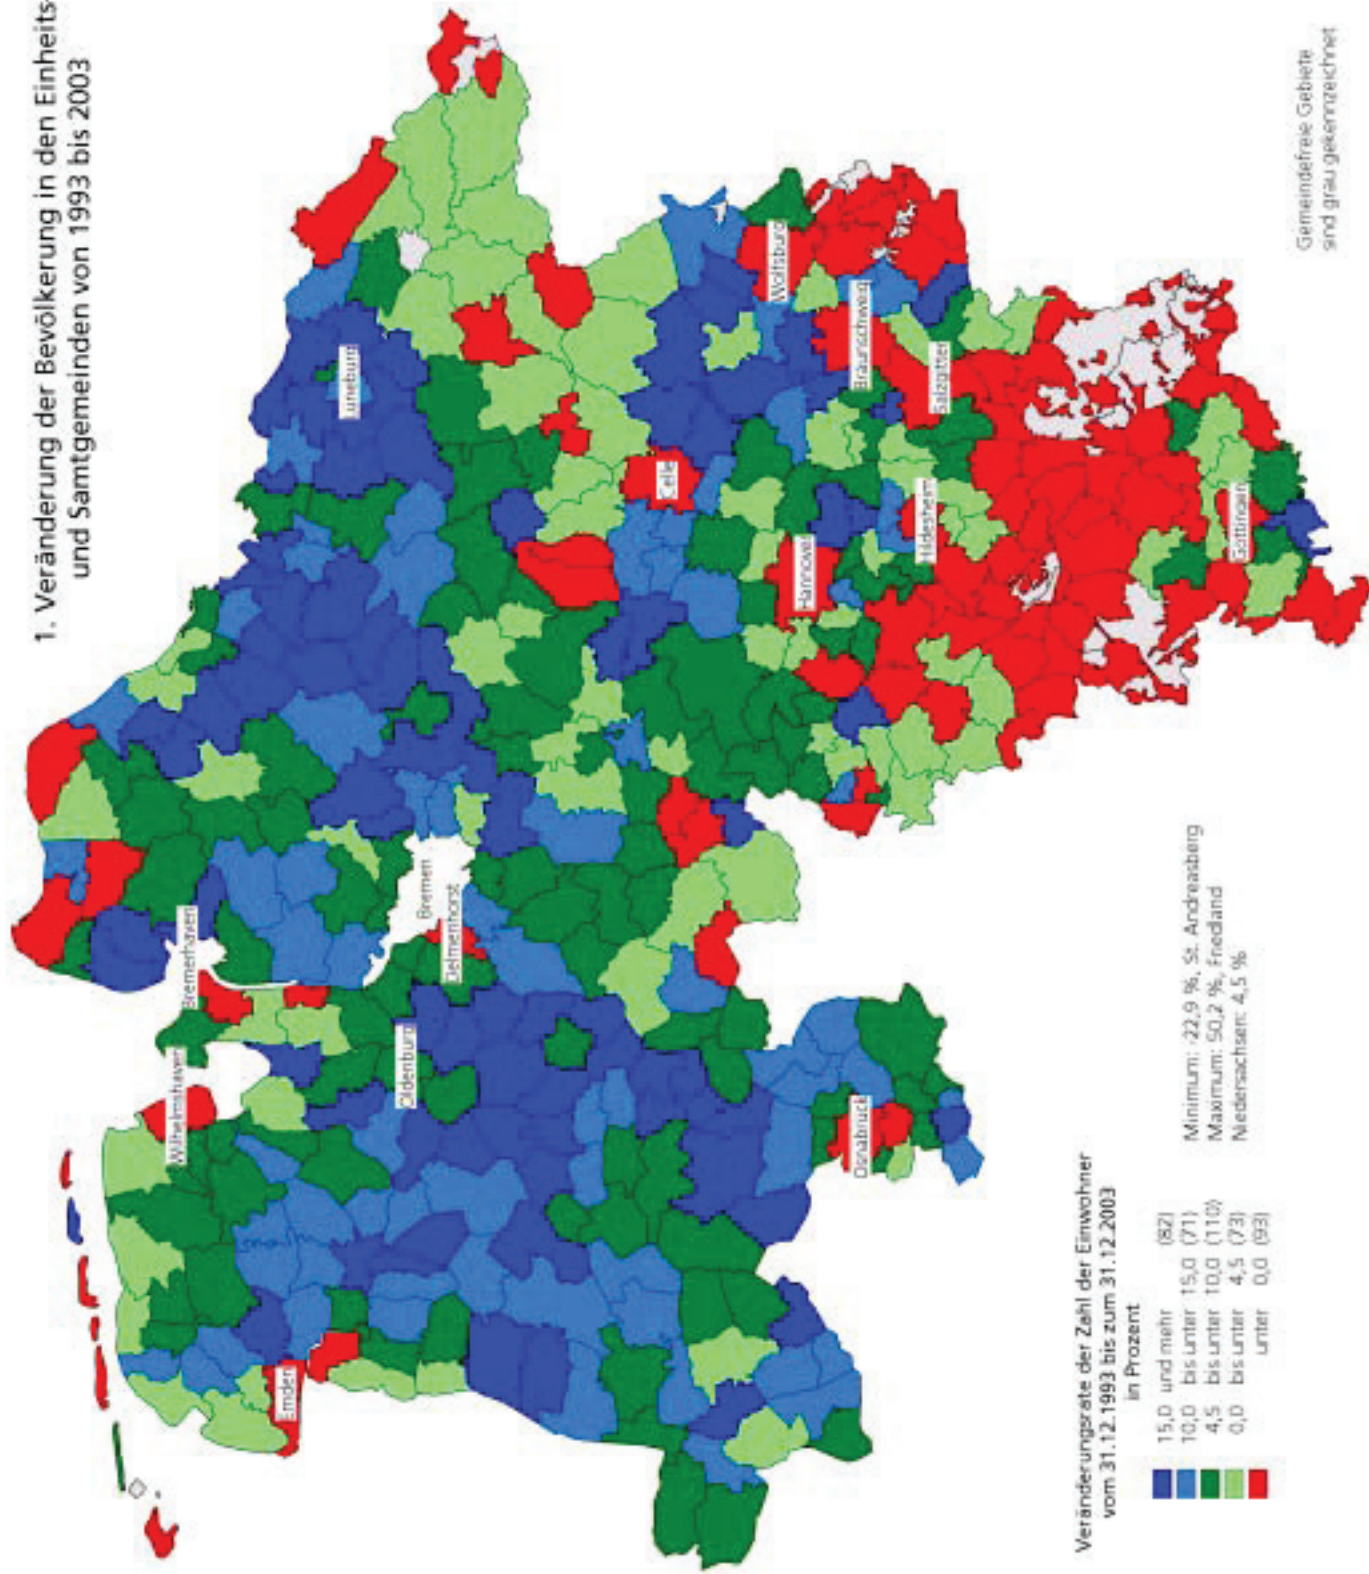 1. Veränderung der Bevölkerung in den Einheits-
und Samtgemeinden von 1993 bis 2003
Wilhelmshaven
Bremerhaven
Emden
Oldenburg
Bremen
Delmenhorst
Lüneburg
Celle
Wolfsburg
Hannover
Braunschweig
Osnabrück
Hildesheim
Salzgitter
Göttingen
Veränderungsrate der Zahl der Einwohner
vom 31.12.1993 bis zum 31.12.2003
in Prozent
15,0 und mehr (82)
10,0 bis unter 15,0 (71)
4,5 bis unter 10,0 (110)
0,0 bis unter 4,5 (73)
unter 0,0 (93)
Minimum: -22,9 %, St. Andreasberg
Maximum: 50,2 %, Friedland
Niedersachsen: 4,5 %
Gemeindefreie Gebiete
sind grau gekennzeichnet